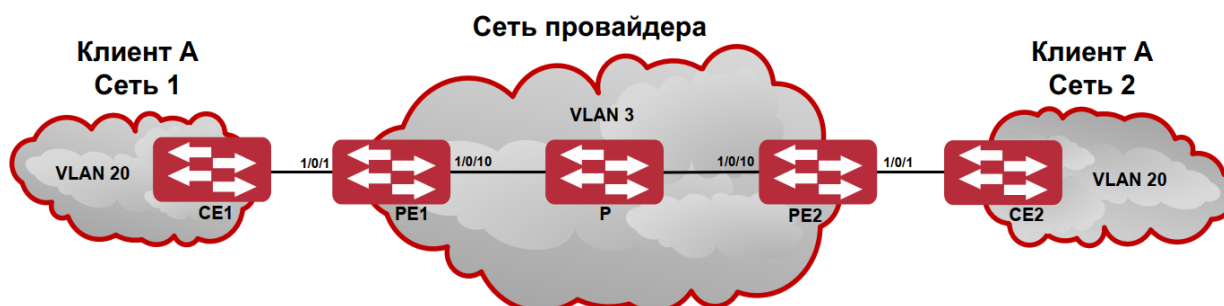 Сеть провайдера
Клиент А
Сеть 1
Клиент А
Сеть 2
VLAN 3
VLAN 20
1/0/1
1/0/10
1/0/10
1/0/1
VLAN 20
CE1
PE1
P
PE2
CE2